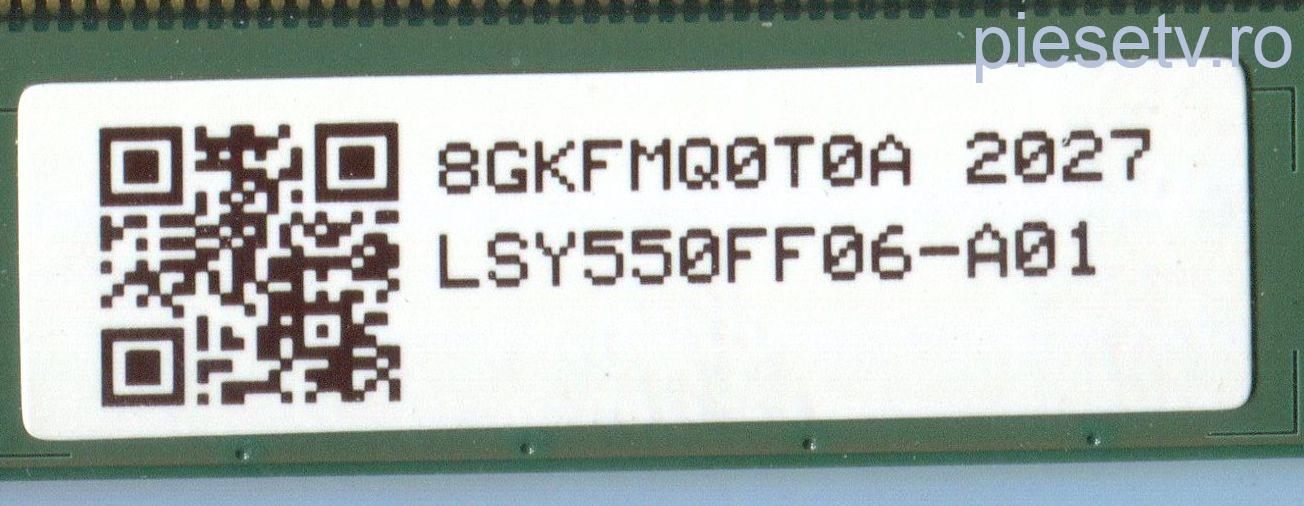 piesetv.ro
8GKFMQ0T0A 2027
LSY550FF06-A01